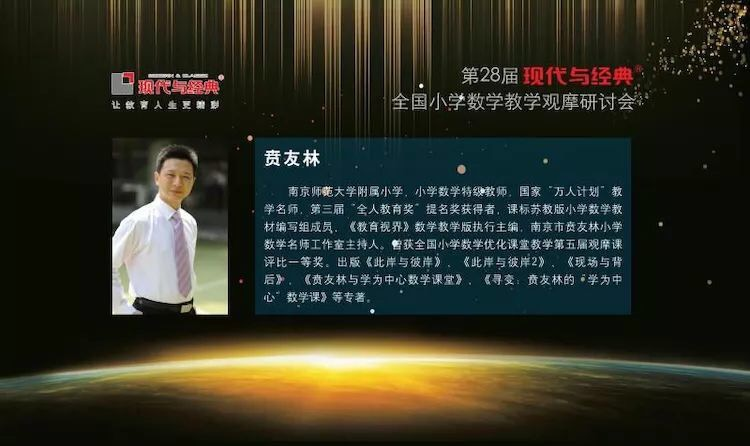 MODERN & CLASSIC
现代与经典®
让教育人生更精彩
第28届 现代与经典®
全国小学数学教学观摩研讨会
贲友林
南京师范大学附属小学，小学数学特级教师，国家“万人计划”教
学名师，第三届“全人教育奖”提名奖获得者，课标苏教版小学数学教
材编写组成员，《教育视界》数学教学版执行主编，南京市贲友林小学
数学名师工作室主持人。曾获全国小学数学优化课堂教学第五届观摩课
评比一等奖。出版《此岸与彼岸》、《此岸与彼岸2》、《现场与背
后》、《贲友林与学为中心数学课堂》、《寻变：贲友林的“学为中
心”数学课》等专著。